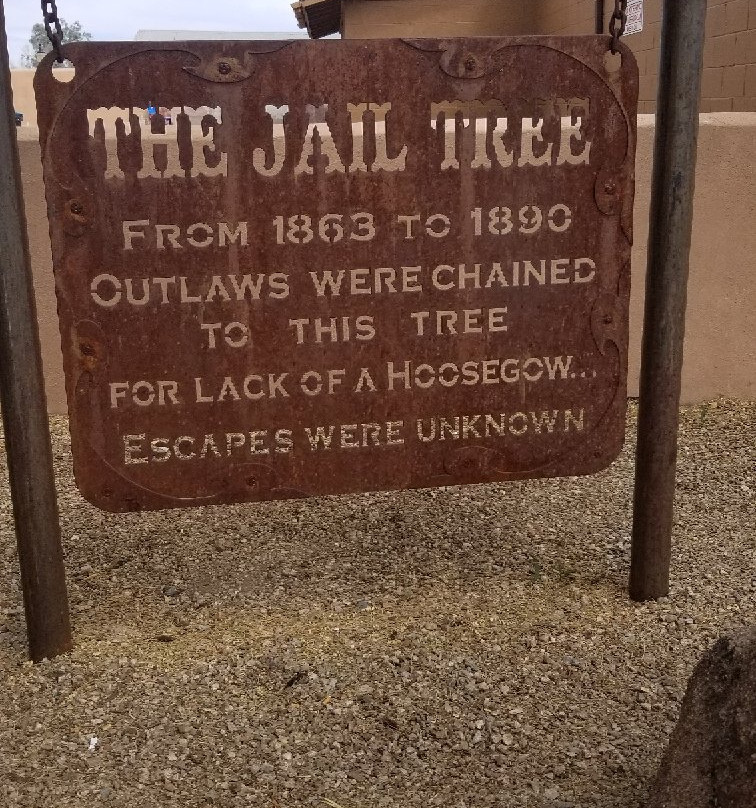 THE JAIL TREE
FROM 1863 TO 1890
OUTLAWS WERE CHAINED
TO THIS TREE
FOR LACK OF A HOOSEGOW...
ESCAPES WERE UNKNOWN